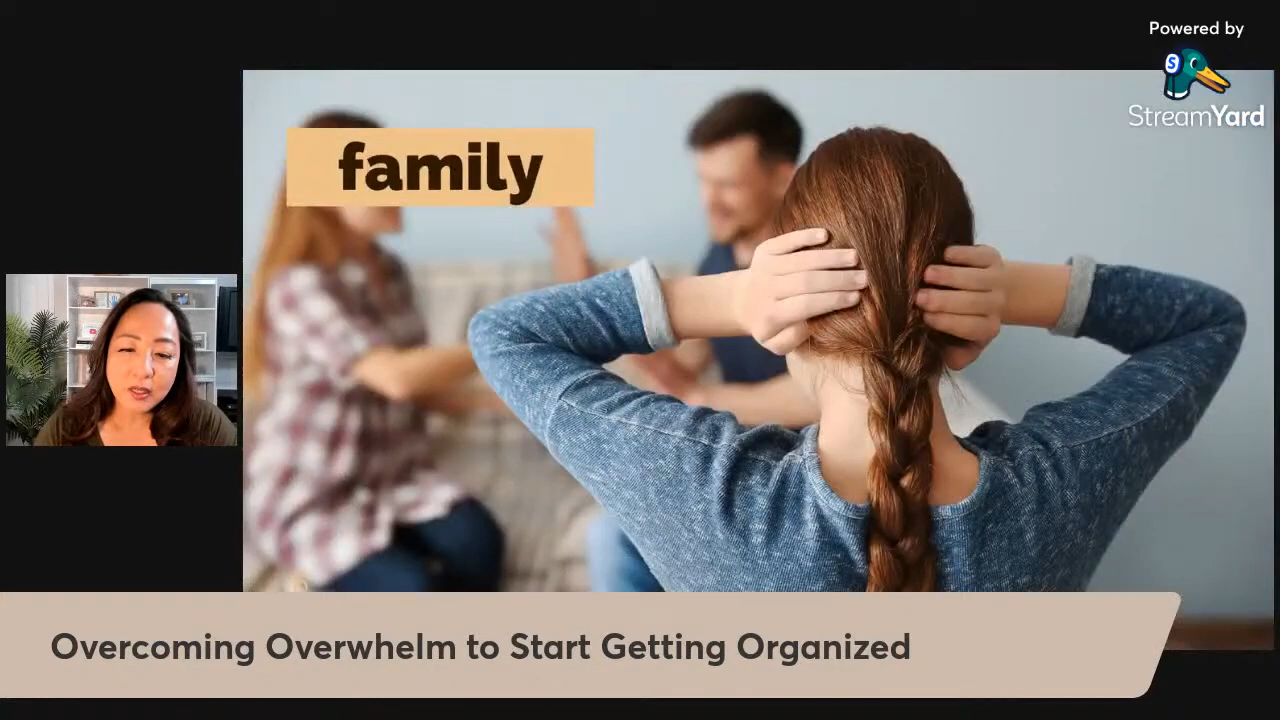 Powered by
S
StreamYard
family
Overcoming Overwhelm to Start Getting Organized